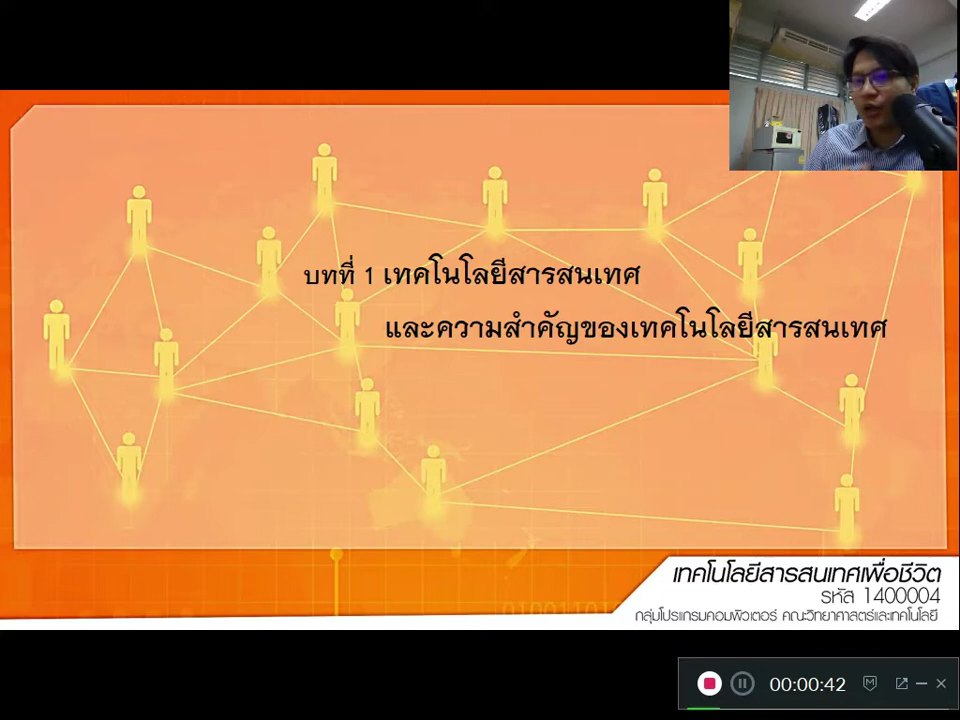 บทที่ 1 เทคโนโลยีสารสนเทศ
และความสำคัญของเทคโนโลยีสารสนเทศ
เทคโนโลยีสารสนเทศเพื่อชีวิต
รหัส 1400004
กลุ่มโปรแกรมคอมพิวเตอร์ คณะวิทยาศาสตร์และเทคโนโลยี
00:00:42